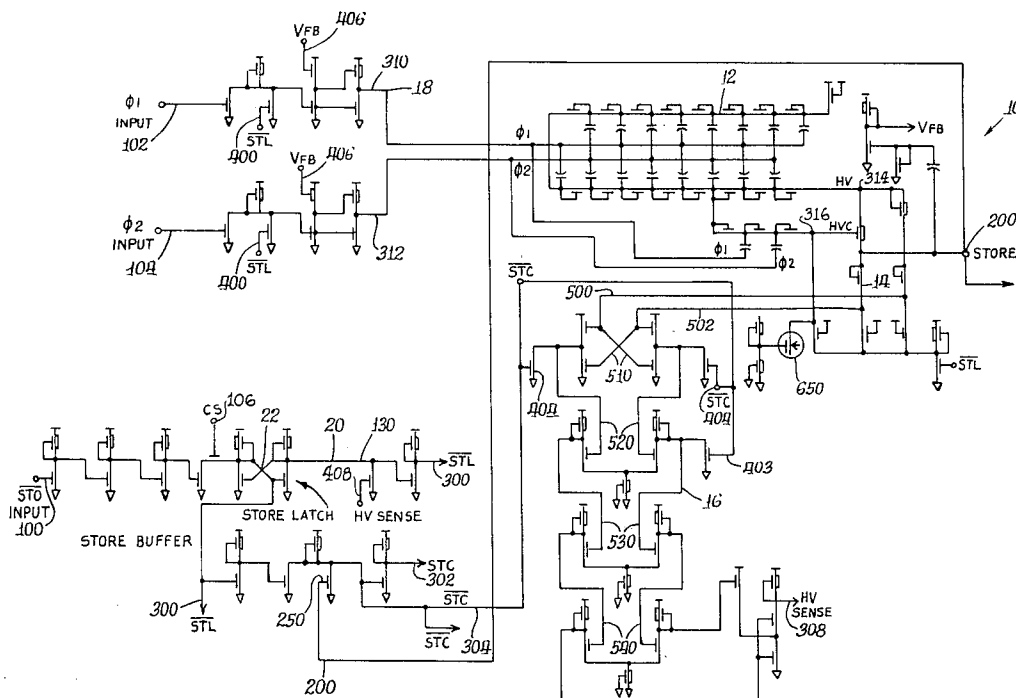 VFB
406
310
18
φ1
INPUT
102
400
STL
VFB
406
φ2
INPUT
104
400
STL
312
12
10
VFB
φ1
φ2
HV
314
316
HVC
φ1
φ2
200
STORE
STC
500
502
14
510
404
STC
404
650
STL
CS
106
22
20
130
STL
300
408
HV SENSE
STO
INPUT
100
STORE LATCH
STORE BUFFER
520
403
16
530
STC
302
250
STC
304
STC
300
STL
200
540
HV
SENSE
308